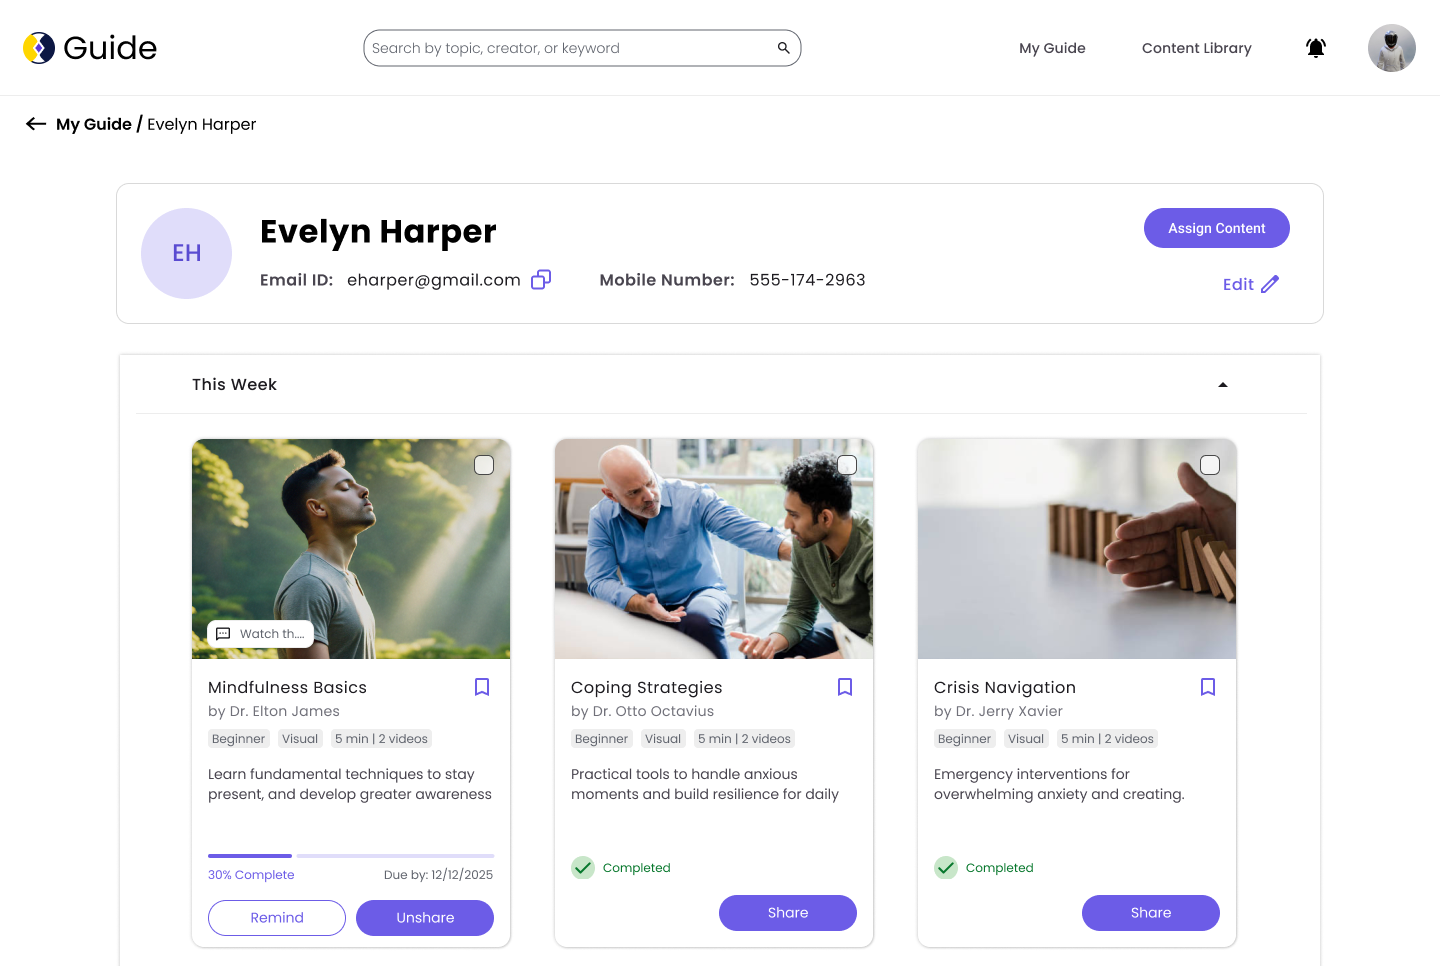 Guide
Search by topic, creator, or keyword
My Guide
Content Library
My Guide / Evelyn Harper
EH
Evelyn Harper
Assign Content
Email ID: eharper@gmail.com
Mobile Number: 555-174-2963
Edit
This Week
Watch th....
Mindfulness Basics
by Dr. Elton James
Beginner Visual 5 min | 2 videos
Learn fundamental techniques to stay
present, and develop greater awareness
30% Complete
Due by: 12/12/2025
Remind
Unshare
Coping Strategies
by Dr. Otto Octavius
Beginner Visual 5 min | 2 videos
Practical tools to handle anxious
moments and build resilience for daily
Completed
Share
Crisis Navigation
by Dr. Jerry Xavier
Beginner Visual 5 min | 2 videos
Emergency interventions for
overwhelming anxiety and creating.
Completed
Share